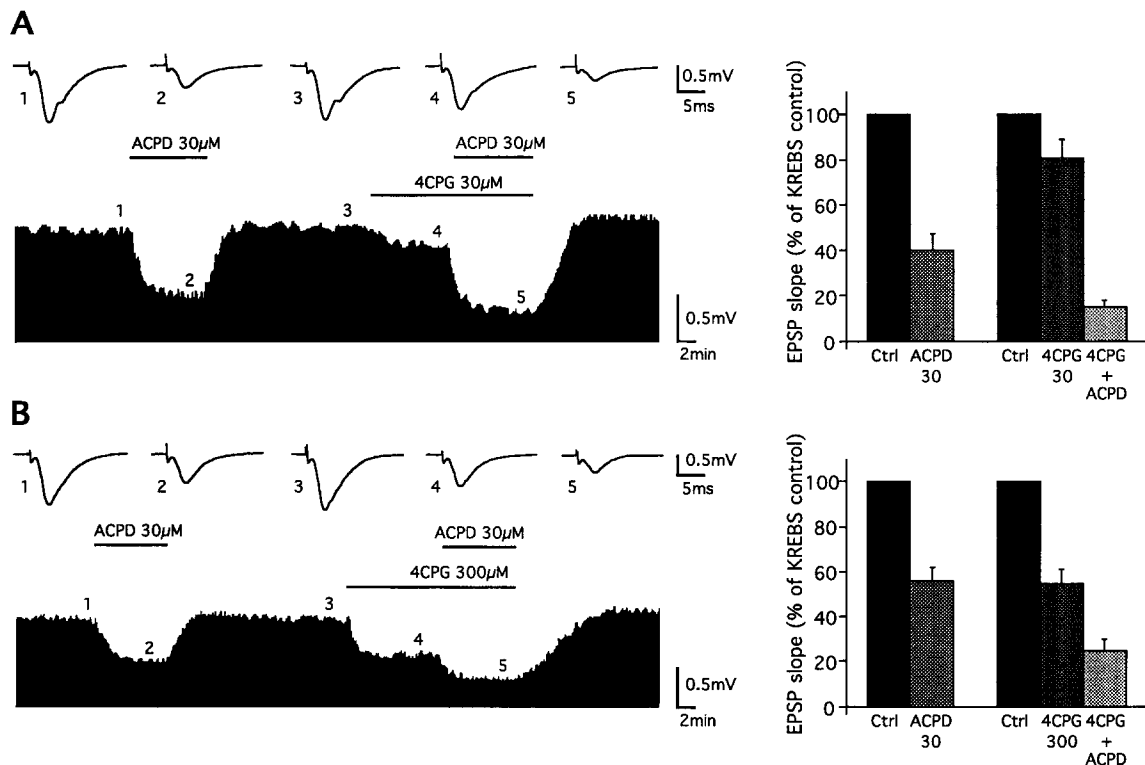 A
1 2 3 4 5
0.5mV
5ms
ACPD 30µM ACPD 30µM
4CPG 30µM
1 2 3 4 5
0.5mV
2min
EPSP slope (% of KREBS control)
100
80
60
40
20
0
Ctrl ACPD Ctrl 4CPG 4CPG
30 30 +
ACPD
B
1 2 3 4 5
0.5mV
5ms
ACPD 30µM ACPD 30µM
4CPG 300µM
1 2 3 4 5
0.5mV
2min
EPSP slope (% of KREBS control)
100
80
60
40
20
0
Ctrl ACPD Ctrl 4CPG 4CPG
30 300 +
ACPD